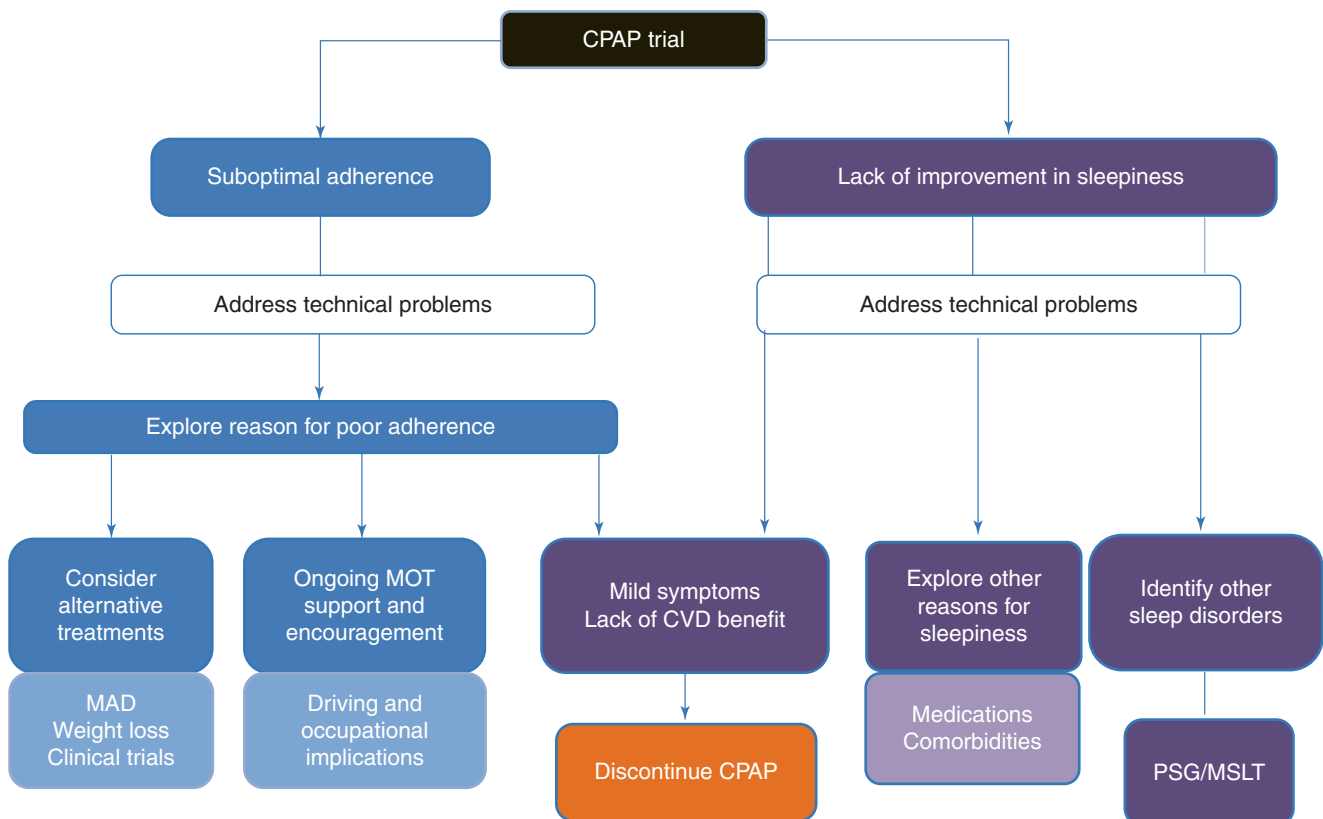 CPAP trial
Suboptimal adherence
Lack of improvement in sleepiness
Address technical problems
Address technical problems
Explore reason for poor adherence
Consider
alternative
treatments
Ongoing MOT
support and
encouragement
Mild symptoms
Lack of CVD benefit
Explore other
reasons for
sleepiness
Identify other
sleep disorders
MAD
Weight loss
Clinical trials
Driving and
occupational
implications
Discontinue CPAP
Medications
Comorbidities
PSG/MSLT